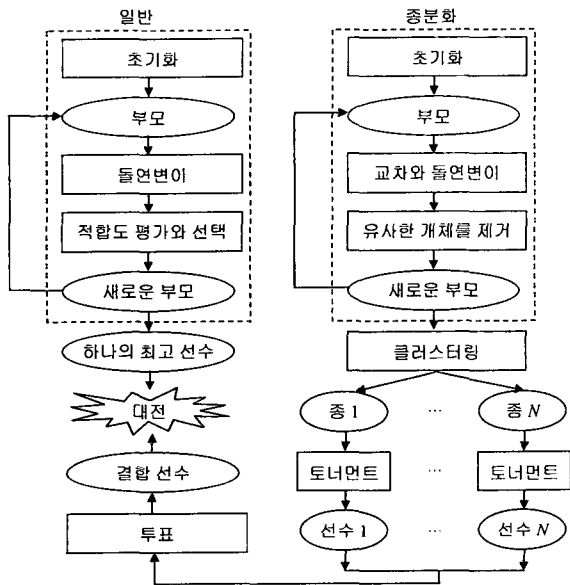 일반
초기화
부모
돌연변이
적합도 평가와 선택
새로운 부모
하나의 최고 선수
대전
결합 선수
투표
종분화
초기화
부모
교차와 돌연변이
유사한 개체를 제거
새로운 부모
클러스터링
종 1 ... 종 N
토너먼트 ... 토너먼트
선수 1 ... 선수 N